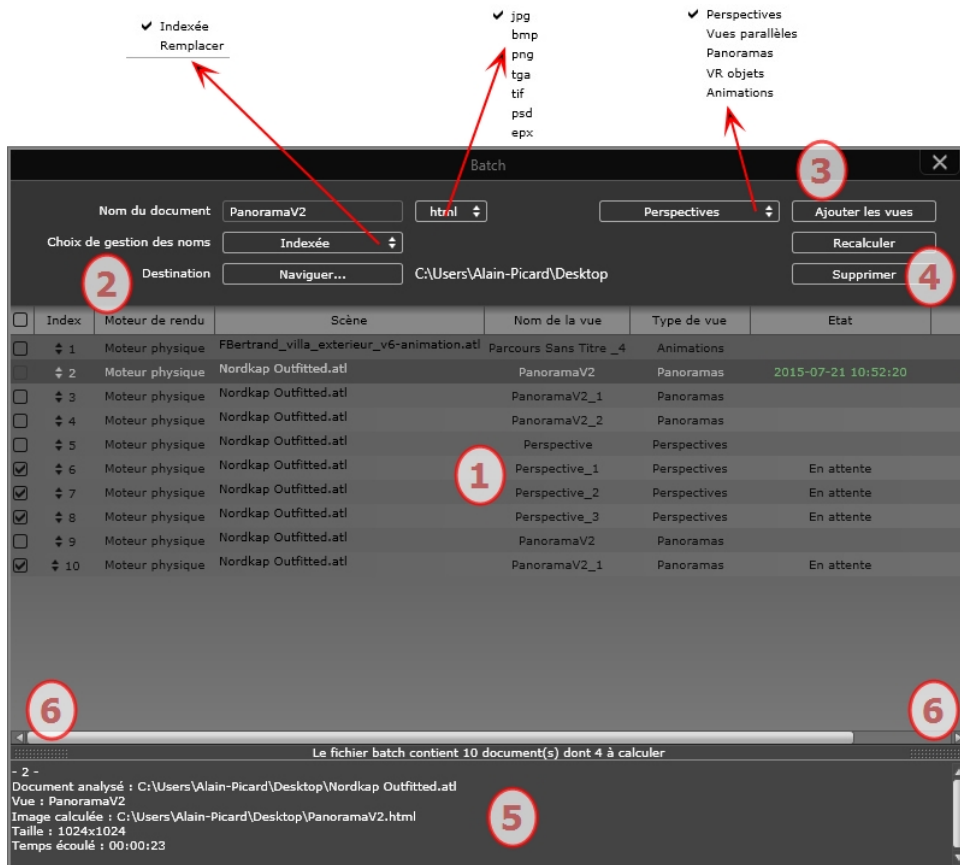 Indexée
Remplacer
jpg
bmp
png
tga
tif
psd
epx
Perspectives
Vues parallèles
Panoramas
VR objets
Animations
Batch
3
Nom du document PanoramaV2 html Perspectives Ajouter les vues
Choix de gestion des noms Indexée Recalculer
2 Destination Naviguer... C:\Users\Alain-Picard\Desktop Supprimer 4
Index Moteur de rendu Scène Nom de la vue Type de vue Etat
1 Moteur physique FBertrand_villa_exterieur_v6-animation.atl Parcours Sans Titre _4 Animations
2 Moteur physique Nordkap Outfitted.atl PanoramaV2 Panoramas 2015-07-21 10:52:20
3 Moteur physique Nordkap Outfitted.atl PanoramaV2_1 Panoramas
4 Moteur physique Nordkap Outfitted.atl PanoramaV2_2 Panoramas
5 Moteur physique Nordkap Outfitted.atl Perspective Perspectives
6 Moteur physique Nordkap Outfitted.atl 1 Perspective_1 Perspectives En attente
7 Moteur physique Nordkap Outfitted.atl Perspective_2 Perspectives En attente
8 Moteur physique Nordkap Outfitted.atl Perspective_3 Perspectives En attente
9 Moteur physique Nordkap Outfitted.atl PanoramaV2 Panoramas
10 Moteur physique Nordkap Outfitted.atl PanoramaV2_1 Panoramas En attente
6 6
Le fichier batch contient 10 document(s) dont 4 à calculer
- 2 -
Document analysé : C:\Users\Alain-Picard\Desktop\Nordkap Outfitted.atl
Vue : PanoramaV2
Image calculée : C:\Users\Alain-Picard\Desktop\PanoramaV2.html
Taille : 1024x1024
Temps écoulé : 00:00:23
5